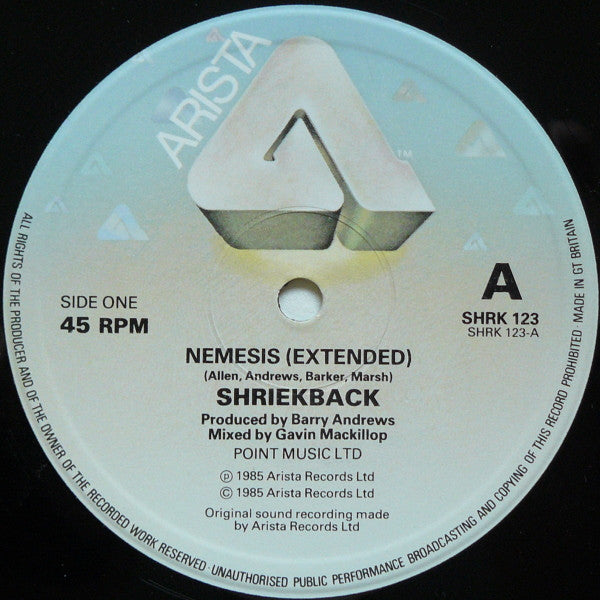 ARISTA
TM
SIDE ONE
45 RPM
A
SHRK 123
SHRK 123-A
NEMESIS (EXTENDED)
(Allen, Andrews, Barker, Marsh)
SHRIEKBACK
Produced by Barry Andrews
Mixed by Gavin Mackillop
POINT MUSIC LTD
℗ 1985 Arista Records Ltd
© 1985 Arista Records Ltd
Original sound recording made
by Arista Records Ltd
ALL RIGHTS OF THE PRODUCER AND OF THE OWNER OF THE RECORDED WORK RESERVED · UNAUTHORISED PUBLIC PERFORMANCE BROADCASTING AND COPYING OF THIS RECORD PROHIBITED · MADE IN GT BRITAIN